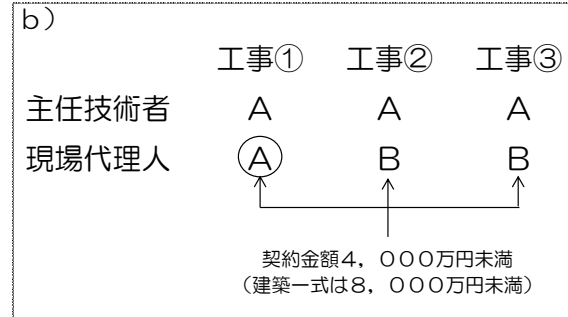 b)
工事① 工事② 工事③
主任技術者 A A A
現場代理人 A B B
契約金額4,000万円未満
(建築一式は8,000万円未満)